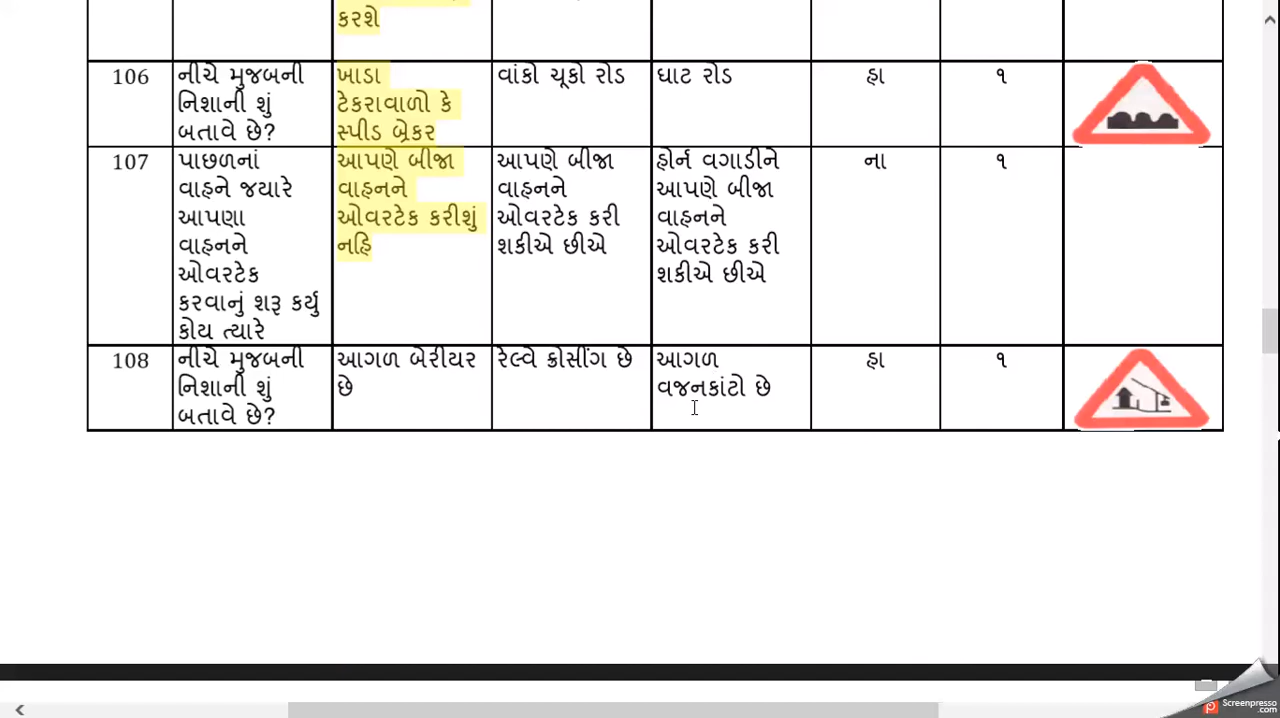 કરશે
106 નીચે મુજબની ખાડા વાંકો ચૂકો રોડ ઘાટ રોડ હા ૧
નિશાની શું ટેકરાવાળો કે
બતાવે છે? સ્પીડ બ્રેકર
107 પાછળનાં આપણે બીજા આપણે બીજા હોર્ન વગાડીને ના ૧
વાહને જયારે વાહનને વાહનને આપણે બીજા
આપણા ઓવરટેક કરીશું ઓવરટેક કરી વાહનને
વાહનને નહિ શકીએ છીએ ઓવરટેક કરી
ઓવરટેક શકીએ છીએ
કરવાનું શરૂ કર્યુ
કોય ત્યારે
108 નીચે મુજબની આગળ બેરીયર રેલ્વે ક્રોસીંગ છે આગળ હા ૧
નિશાની શું છે વજનકાંટો છે
બતાવે છે?
Screenpresso
.com